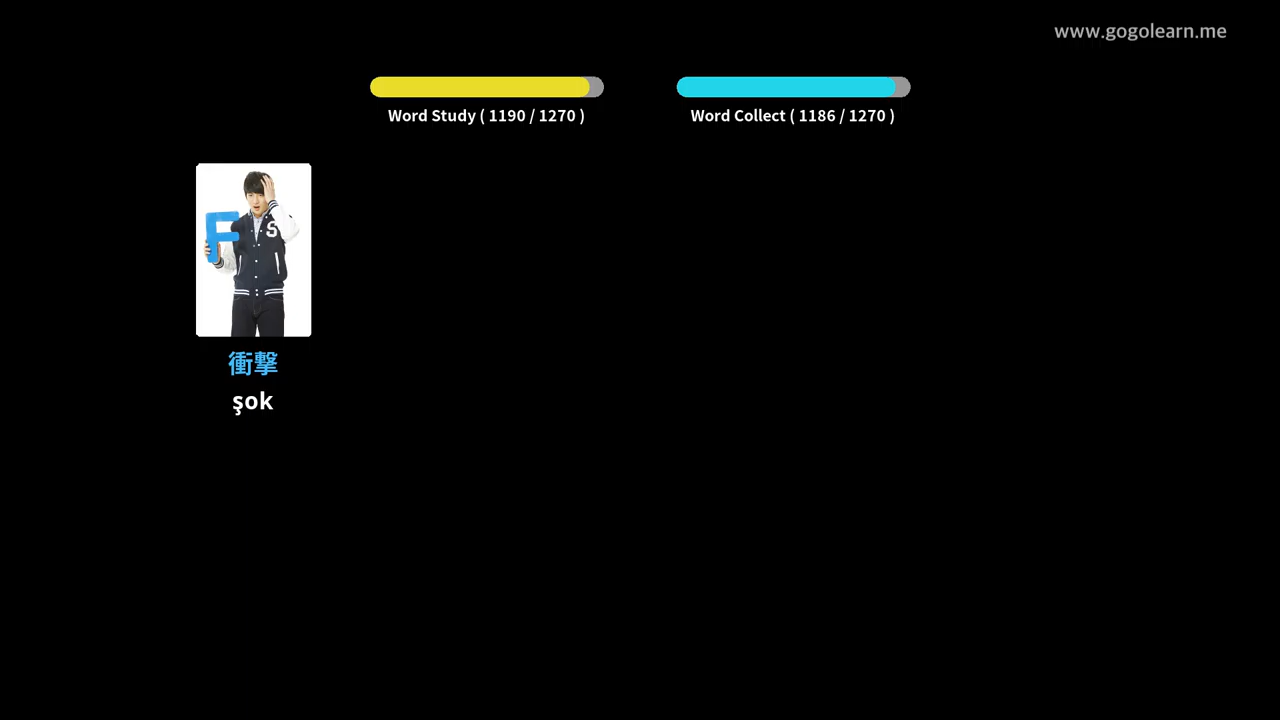 www.gogolearn.me
Word Study ( 1190 / 1270 )
Word Collect ( 1186 / 1270 )
F
S
衝撃
şok